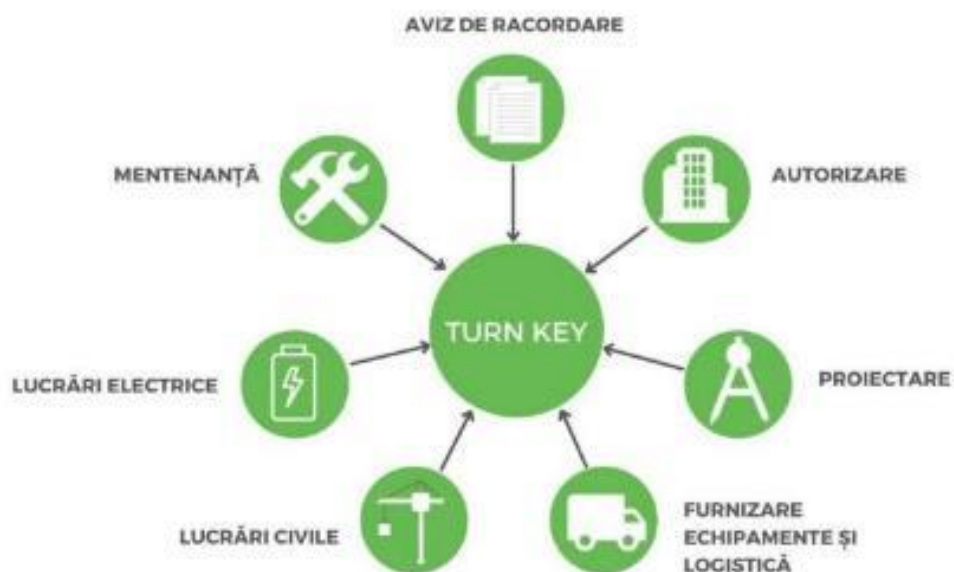 AVIZ DE RACORDARE
MENTENANȚĂ
AUTORIZARE
TURN KEY
LUCRĂRI ELECTRICE
PROIECTARE
LUCRĂRI CIVILE
FURNIZARE
ECHIPAMENTE ȘI
LOGISTICĂ